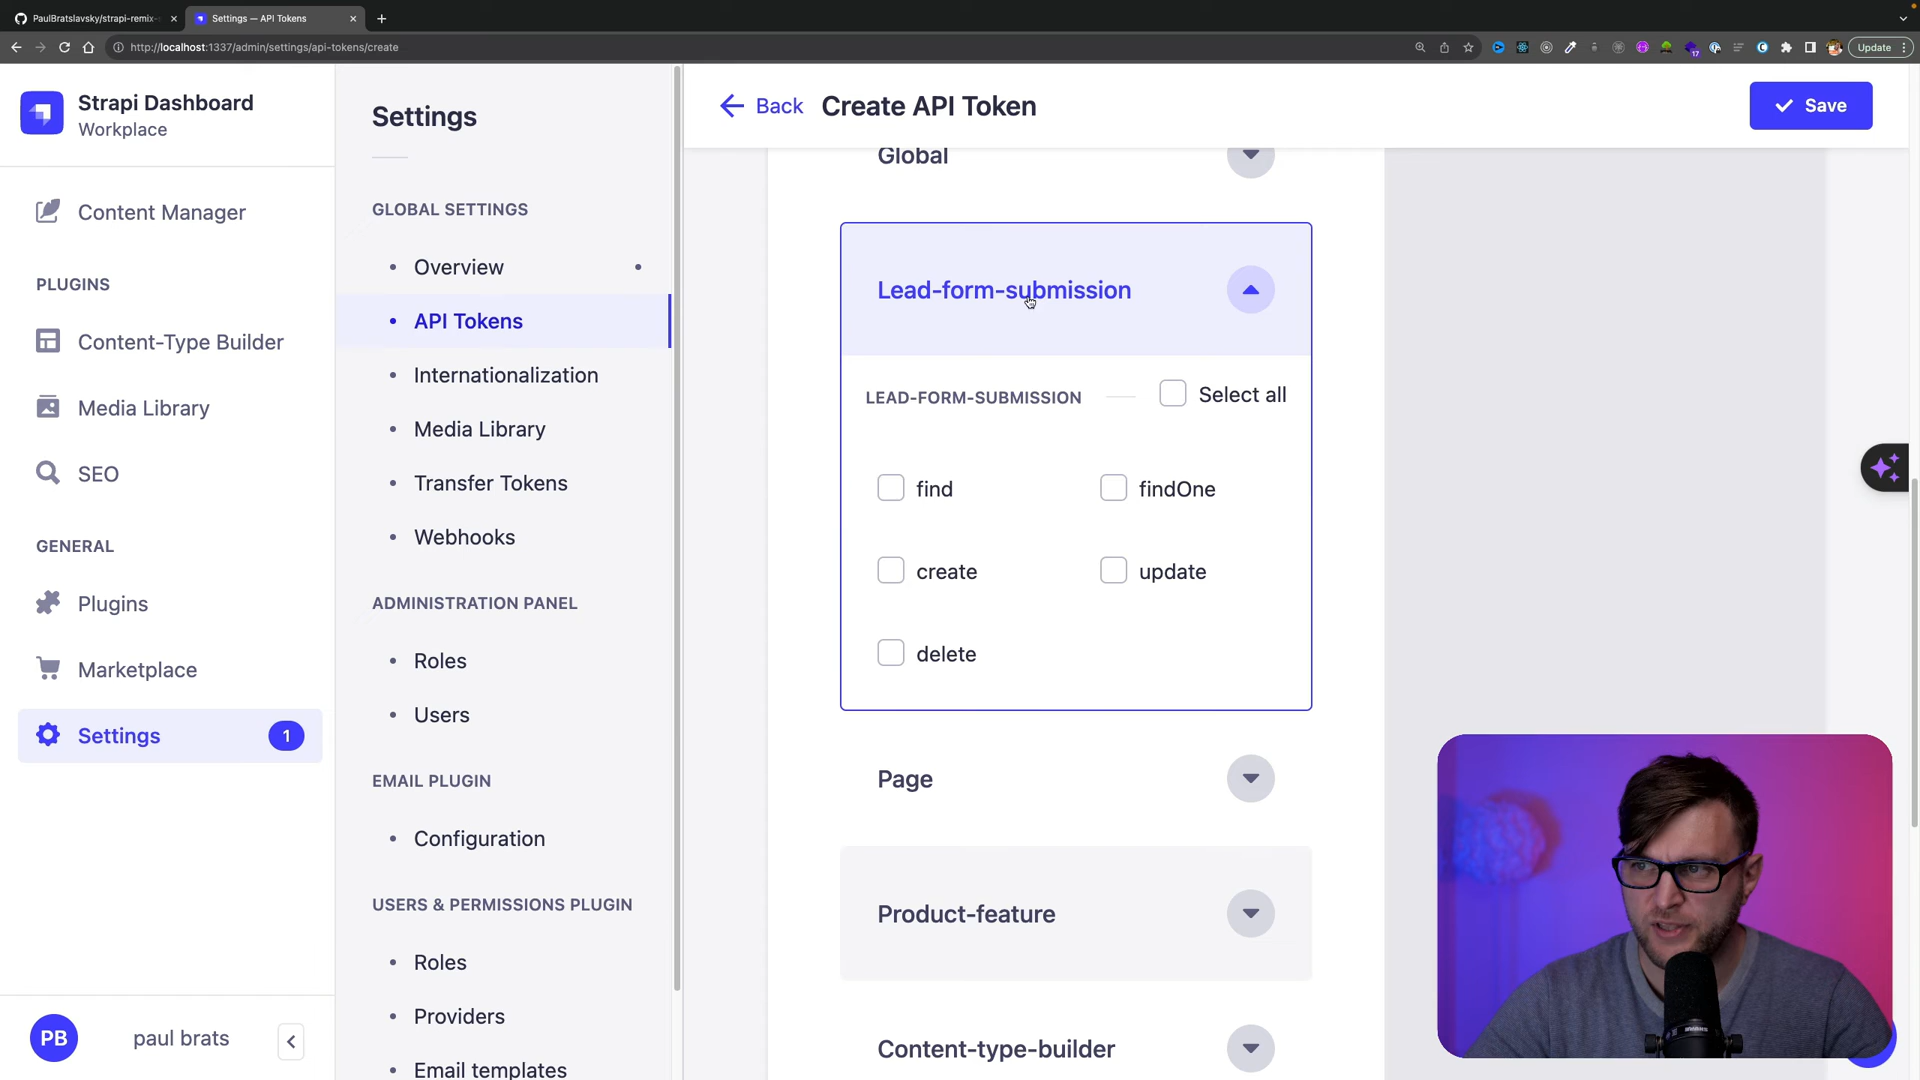 PaulBratslavsky/strapi-remix-
Settings — API Tokens
http://localhost:1337/admin/settings/api-tokens/create
Update
17
Strapi Dashboard
Workplace
Content Manager
PLUGINS
Content-Type Builder
Media Library
SEO
GENERAL
Plugins
Marketplace
Settings
1
PB
paul brats
Settings
GLOBAL SETTINGS
Overview
API Tokens
Internationalization
Media Library
Transfer Tokens
Webhooks
ADMINISTRATION PANEL
Roles
Users
EMAIL PLUGIN
Configuration
USERS & PERMISSIONS PLUGIN
Roles
Providers
Email templates
Back
Create API Token
Save
Global
Lead-form-submission
LEAD-FORM-SUBMISSION
Select all
find
findOne
create
update
delete
Page
Product-feature
Content-type-builder